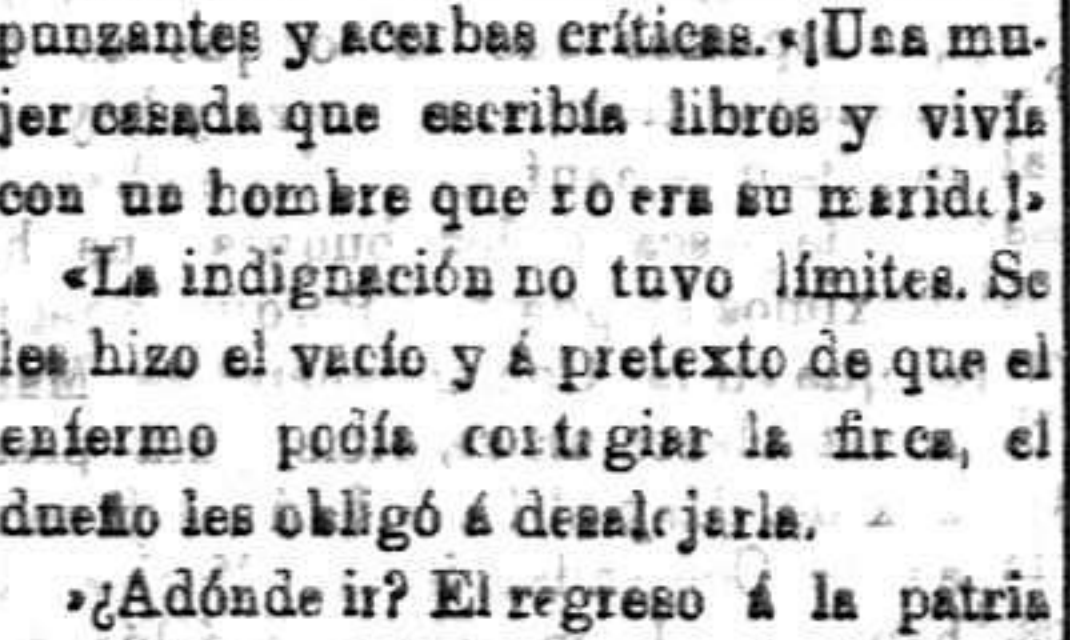 punzantes y acerbas críticas. «¡Una mu-
jer casada que escribía libros y vivía
con un hombre que no era su marido!»
«La indignación no tuvo límites. Se
les hizo el vacío y á pretexto de que el
enfermo podía contagiar la finca, el
dueño les obligó á desalojarla.
»¿Adónde ir? El regreso á la patria